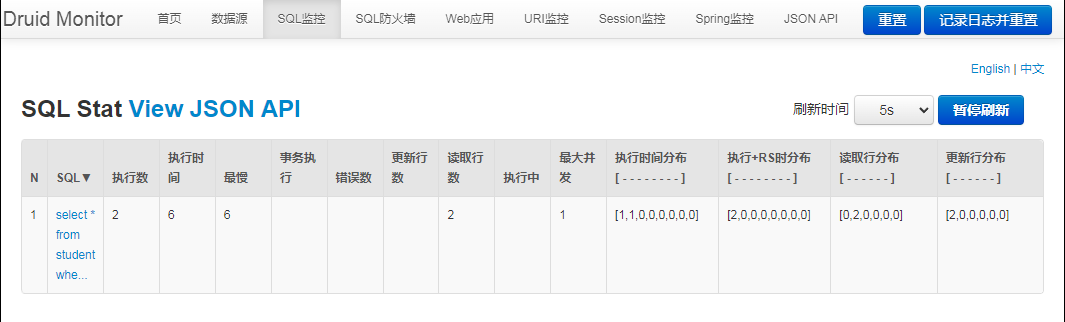 Druid Monitor 首页 数据源 SQL监控 SQL防火墙 Web应用 URI监控 Session监控 Spring监控 JSON API 重置 记录日志并重置
English | 中文
SQL Stat View JSON API 刷新时间 5s 暂停刷新
N SQL▼ 执行数 执行时间 最慢 事务执行 错误数 更新行数 读取行数 执行中 最大并发 执行时间分布 [ - - - - - - - - ] 执行+RS时分布 [ - - - - - - - - ] 读取行分布 [ - - - - - - ] 更新行分布 [ - - - - - - ]
1 select * from student whe... 2 6 6 2 1 [1,1,0,0,0,0,0,0] [2,0,0,0,0,0,0,0] [0,2,0,0,0,0] [2,0,0,0,0,0]